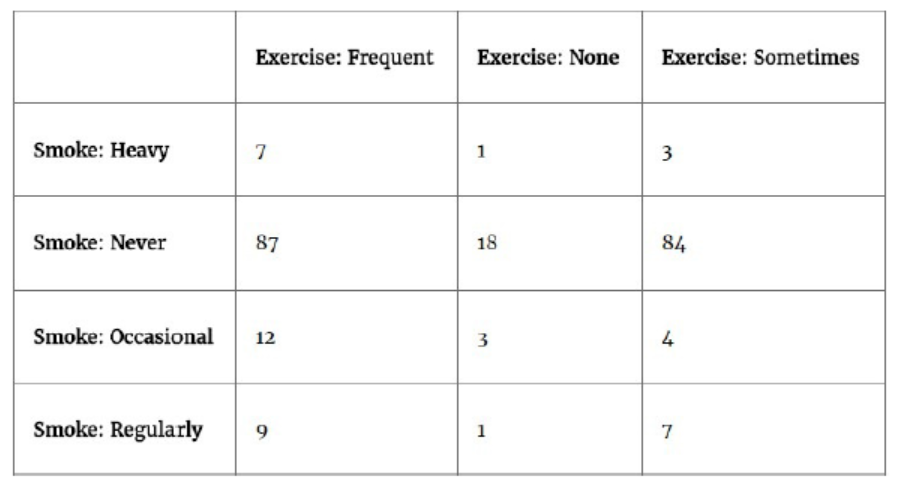 Exercise: Frequent Exercise: None Exercise: Sometimes
Smoke: Heavy 7 1 3
Smoke: Never 87 18 84
Smoke: Occasional 12 3 4
Smoke: Regularly 9 1 7